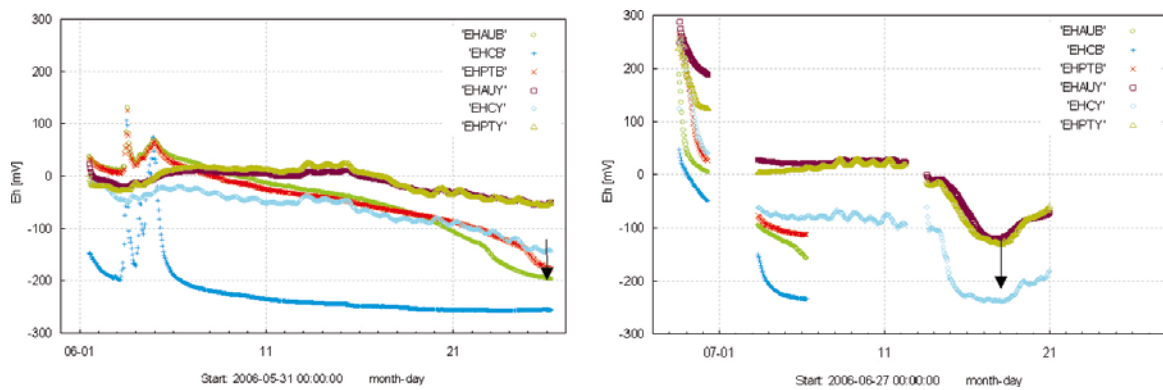 300
200
100
0
-100
-200
-300
Eh [mV]
'EHAUB'
'EHCB'
'EHPTB'
'EHAUY'
'EHCY'
'EHPTY'
06-01
11
21
Start: 2006-05-31 00:00:00 month-day
300
200
100
0
-100
-200
-300
Eh [mV]
'EHAUB'
'EHCB'
'EHPTB'
'EHAUY'
'EHCY'
'EHPTY'
07-01
11
21
Start: 2006-06-27 00:00:00 month-day